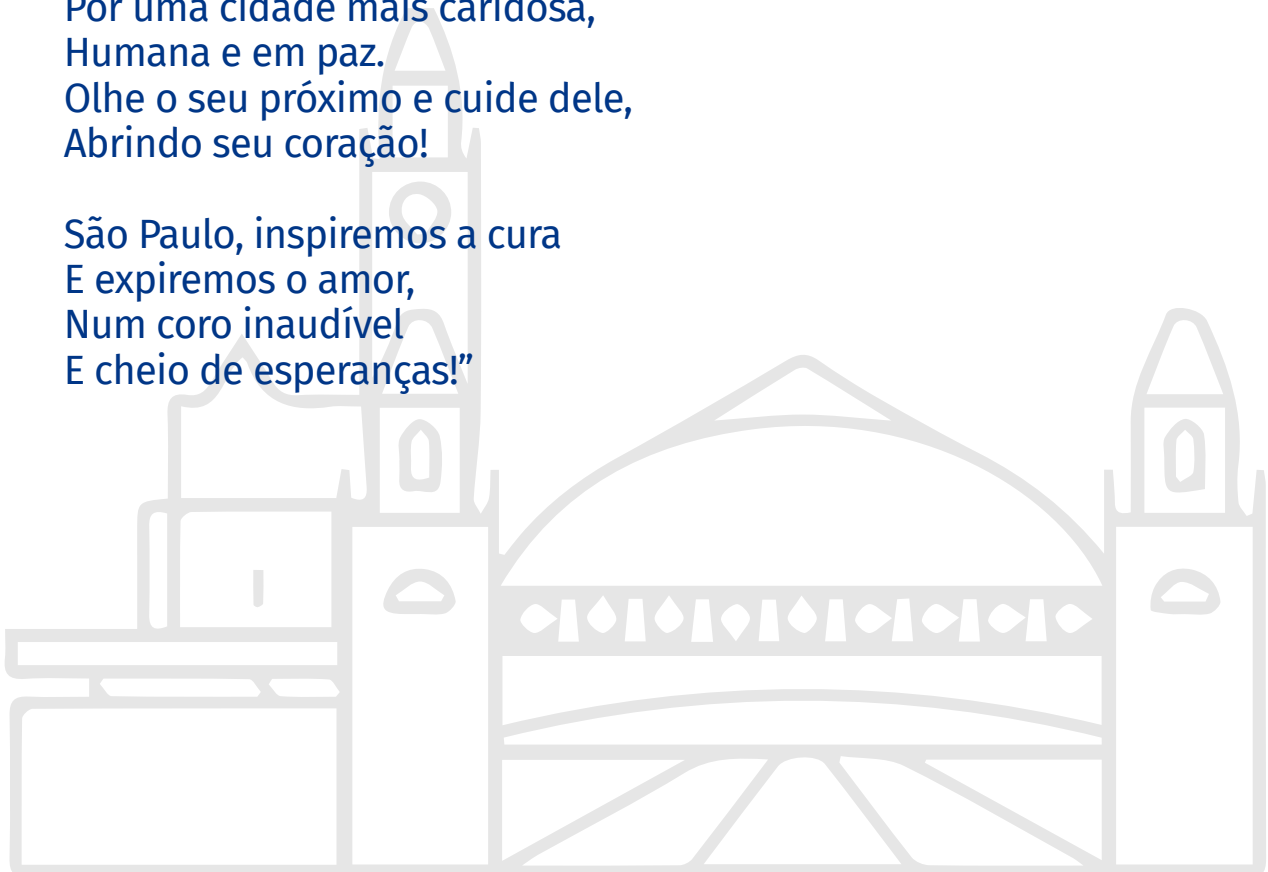 Por uma cidade mais caridosa,
Humana e em paz.
Olhe o seu próximo e cuide dele,
Abrindo seu coração!
São Paulo, inspiremos a cura
E expiremos o amor,
Num coro inaudível
E cheio de esperanças!”